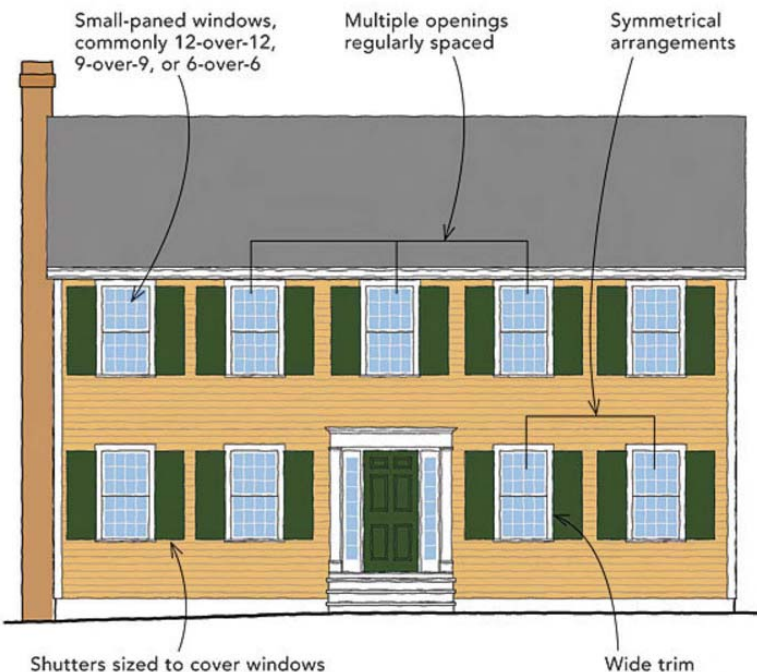 Small-paned windows,
commonly 12-over-12,
9-over-9, or 6-over-6
Multiple openings
regularly spaced
Symmetrical
arrangements
Shutters sized to cover windows
Wide trim